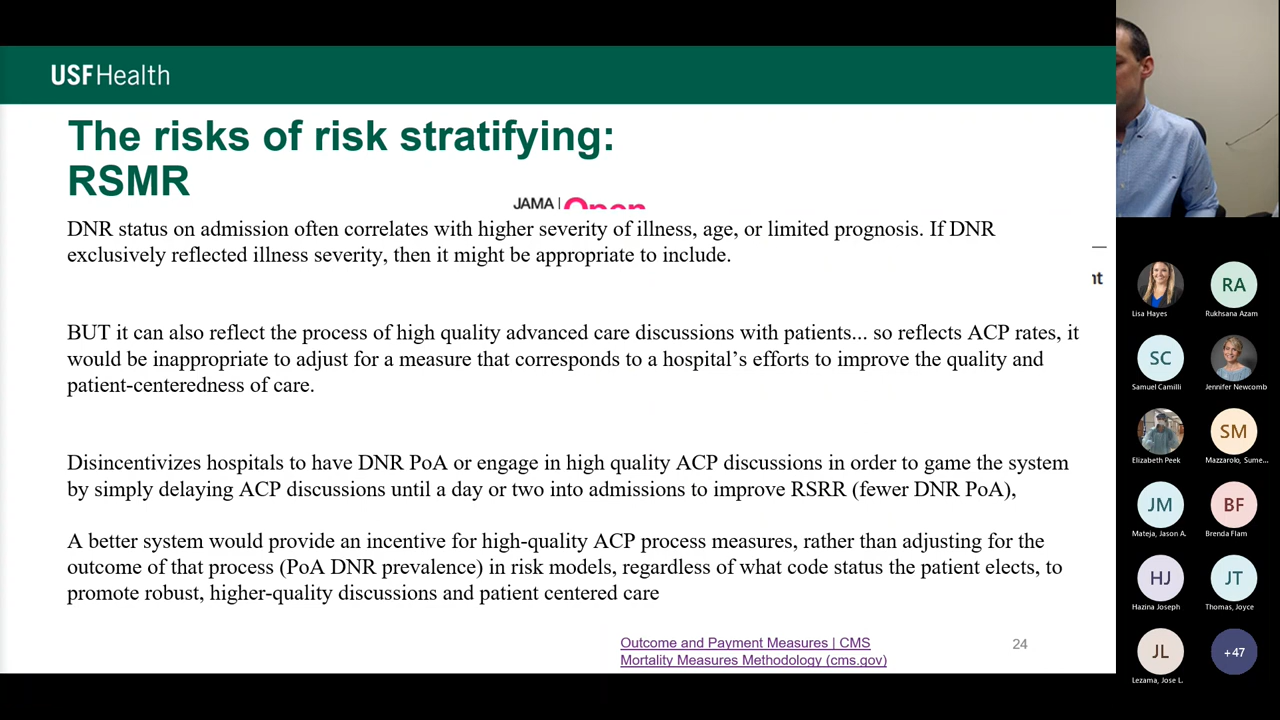 USFHealth
The risks of risk stratifying:
RSMR
JAMA | Open
DNR status on admission often correlates with higher severity of illness, age, or limited prognosis. If DNR
exclusively reflected illness severity, then it might be appropriate to include.
BUT it can also reflect the process of high quality advanced care discussions with patients... so reflects ACP rates, it
would be inappropriate to adjust for a measure that corresponds to a hospital’s efforts to improve the quality and
patient-centeredness of care.
Disincentivizes hospitals to have DNR PoA or engage in high quality ACP discussions in order to game the system
by simply delaying ACP discussions until a day or two into admissions to improve RSRR (fewer DNR PoA),
A better system would provide an incentive for high-quality ACP process measures, rather than adjusting for the
outcome of that process (PoA DNR prevalence) in risk models, regardless of what code status the patient elects, to
promote robust, higher-quality discussions and patient centered care
Outcome and Payment Measures | CMS
Mortality Measures Methodology (cms.gov)
24
Lisa Hayes
RA
Rukhsana Azam
SC
Samuel Camilli
Jennifer Newcomb
Elizabeth Peek
SM
Mazzarolo, Sume...
JM
Mateja, Jason A.
BF
Brenda Flam
HJ
Hazina Joseph
JT
Thomas, Joyce
JL
Lezama, Jose L.
+47